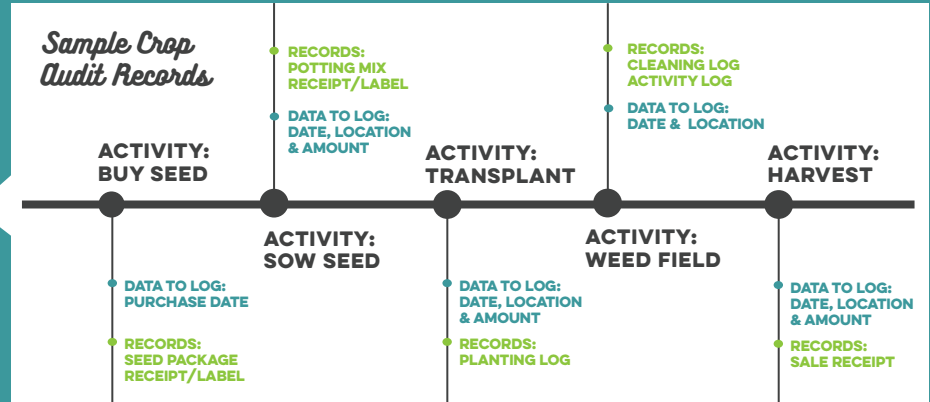 Sample Crop
Audit Records
RECORDS:
POTTING MIX
RECEIPT/LABEL
DATA TO LOG:
DATE, LOCATION
& AMOUNT
RECORDS:
CLEANING LOG
ACTIVITY LOG
DATA TO LOG:
DATE & LOCATION
ACTIVITY:
BUY SEED
ACTIVITY:
TRANSPLANT
ACTIVITY:
HARVEST
ACTIVITY:
SOW SEED
ACTIVITY:
WEED FIELD
DATA TO LOG:
PURCHASE DATE
RECORDS:
SEED PACKAGE
RECEIPT/LABEL
DATA TO LOG:
DATE, LOCATION
& AMOUNT
RECORDS:
PLANTING LOG
DATA TO LOG:
DATE, LOCATION
& AMOUNT
RECORDS:
SALE RECEIPT